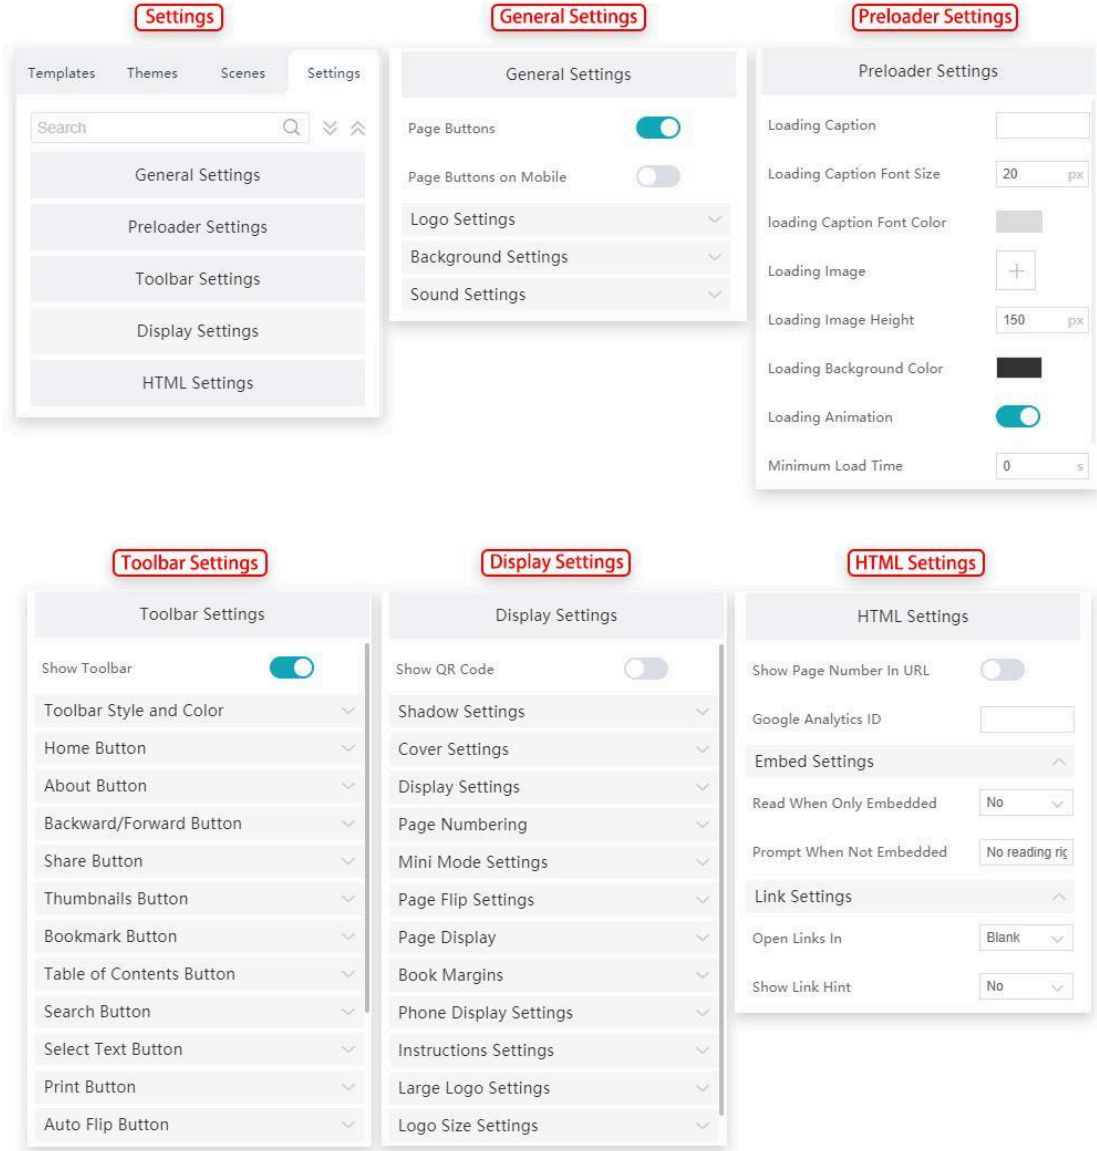 Settings
Templates Themes Scenes Settings
Search
General Settings
Preloader Settings
Toolbar Settings
Display Settings
HTML Settings
General Settings
General Settings
Page Buttons
Page Buttons on Mobile
Logo Settings
Background Settings
Sound Settings
Preloader Settings
Preloader Settings
Loading Caption
Loading Caption Font Size 20 px
loading Caption Font Color
Loading Image
Loading Image Height 150 px
Loading Background Color
Loading Animation
Minimum Load Time 0 s
Toolbar Settings
Toolbar Settings
Show Toolbar
Toolbar Style and Color
Home Button
About Button
Backward/Forward Button
Share Button
Thumbnails Button
Bookmark Button
Table of Contents Button
Search Button
Select Text Button
Print Button
Auto Flip Button
Display Settings
Display Settings
Show QR Code
Shadow Settings
Cover Settings
Display Settings
Page Numbering
Mini Mode Settings
Page Flip Settings
Page Display
Book Margins
Phone Display Settings
Instructions Settings
Large Logo Settings
Logo Size Settings
HTML Settings
HTML Settings
Show Page Number In URL
Google Analytics ID
Embed Settings
Read When Only Embedded No
Prompt When Not Embedded No reading rig
Link Settings
Open Links In Blank
Show Link Hint No